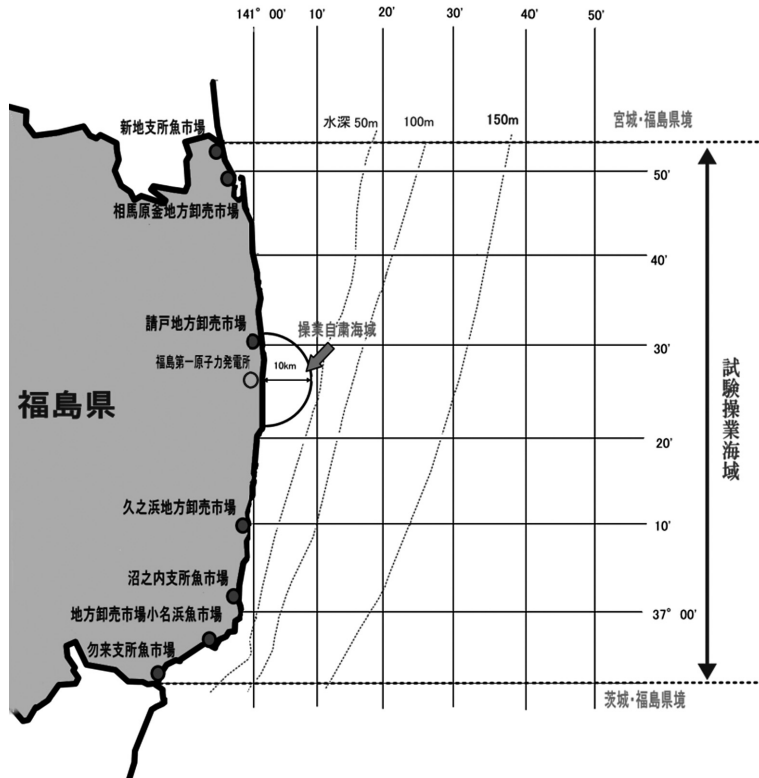 141° 00' 10' 20' 30' 40' 50'
水深 50m 100m 150m
宮城・福島県境
新地支所魚市場
50'
相馬原釜地方卸売市場
40'
請戸地方卸売市場
操業自粛海域
30'
福島第一原子力発電所
10km
福島県
試験操業海域
20'
久之浜地方卸売市場
10'
沼之内支所魚市場
地方卸売市場小名浜魚市場
37° 00'
勿来支所魚市場
茨城・福島県境